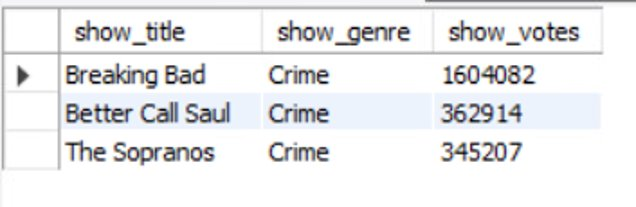 show_title show_genre show_votes
Breaking Bad Crime 1604082
Better Call Saul Crime 362914
The Sopranos Crime 345207